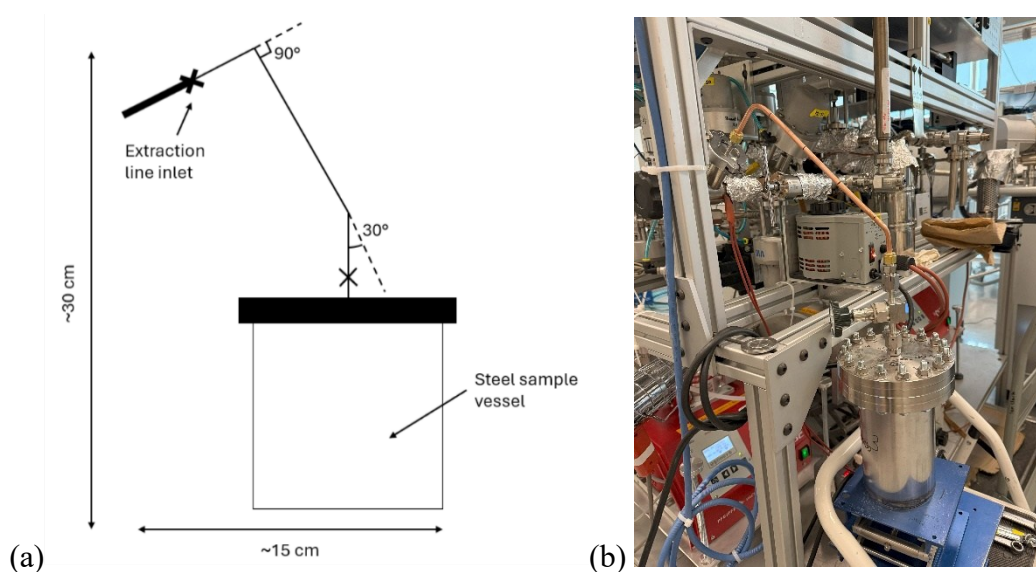 90°
Extraction
line inlet
30°
~30 cm
Steel sample
vessel
~15 cm
(a)
(b)